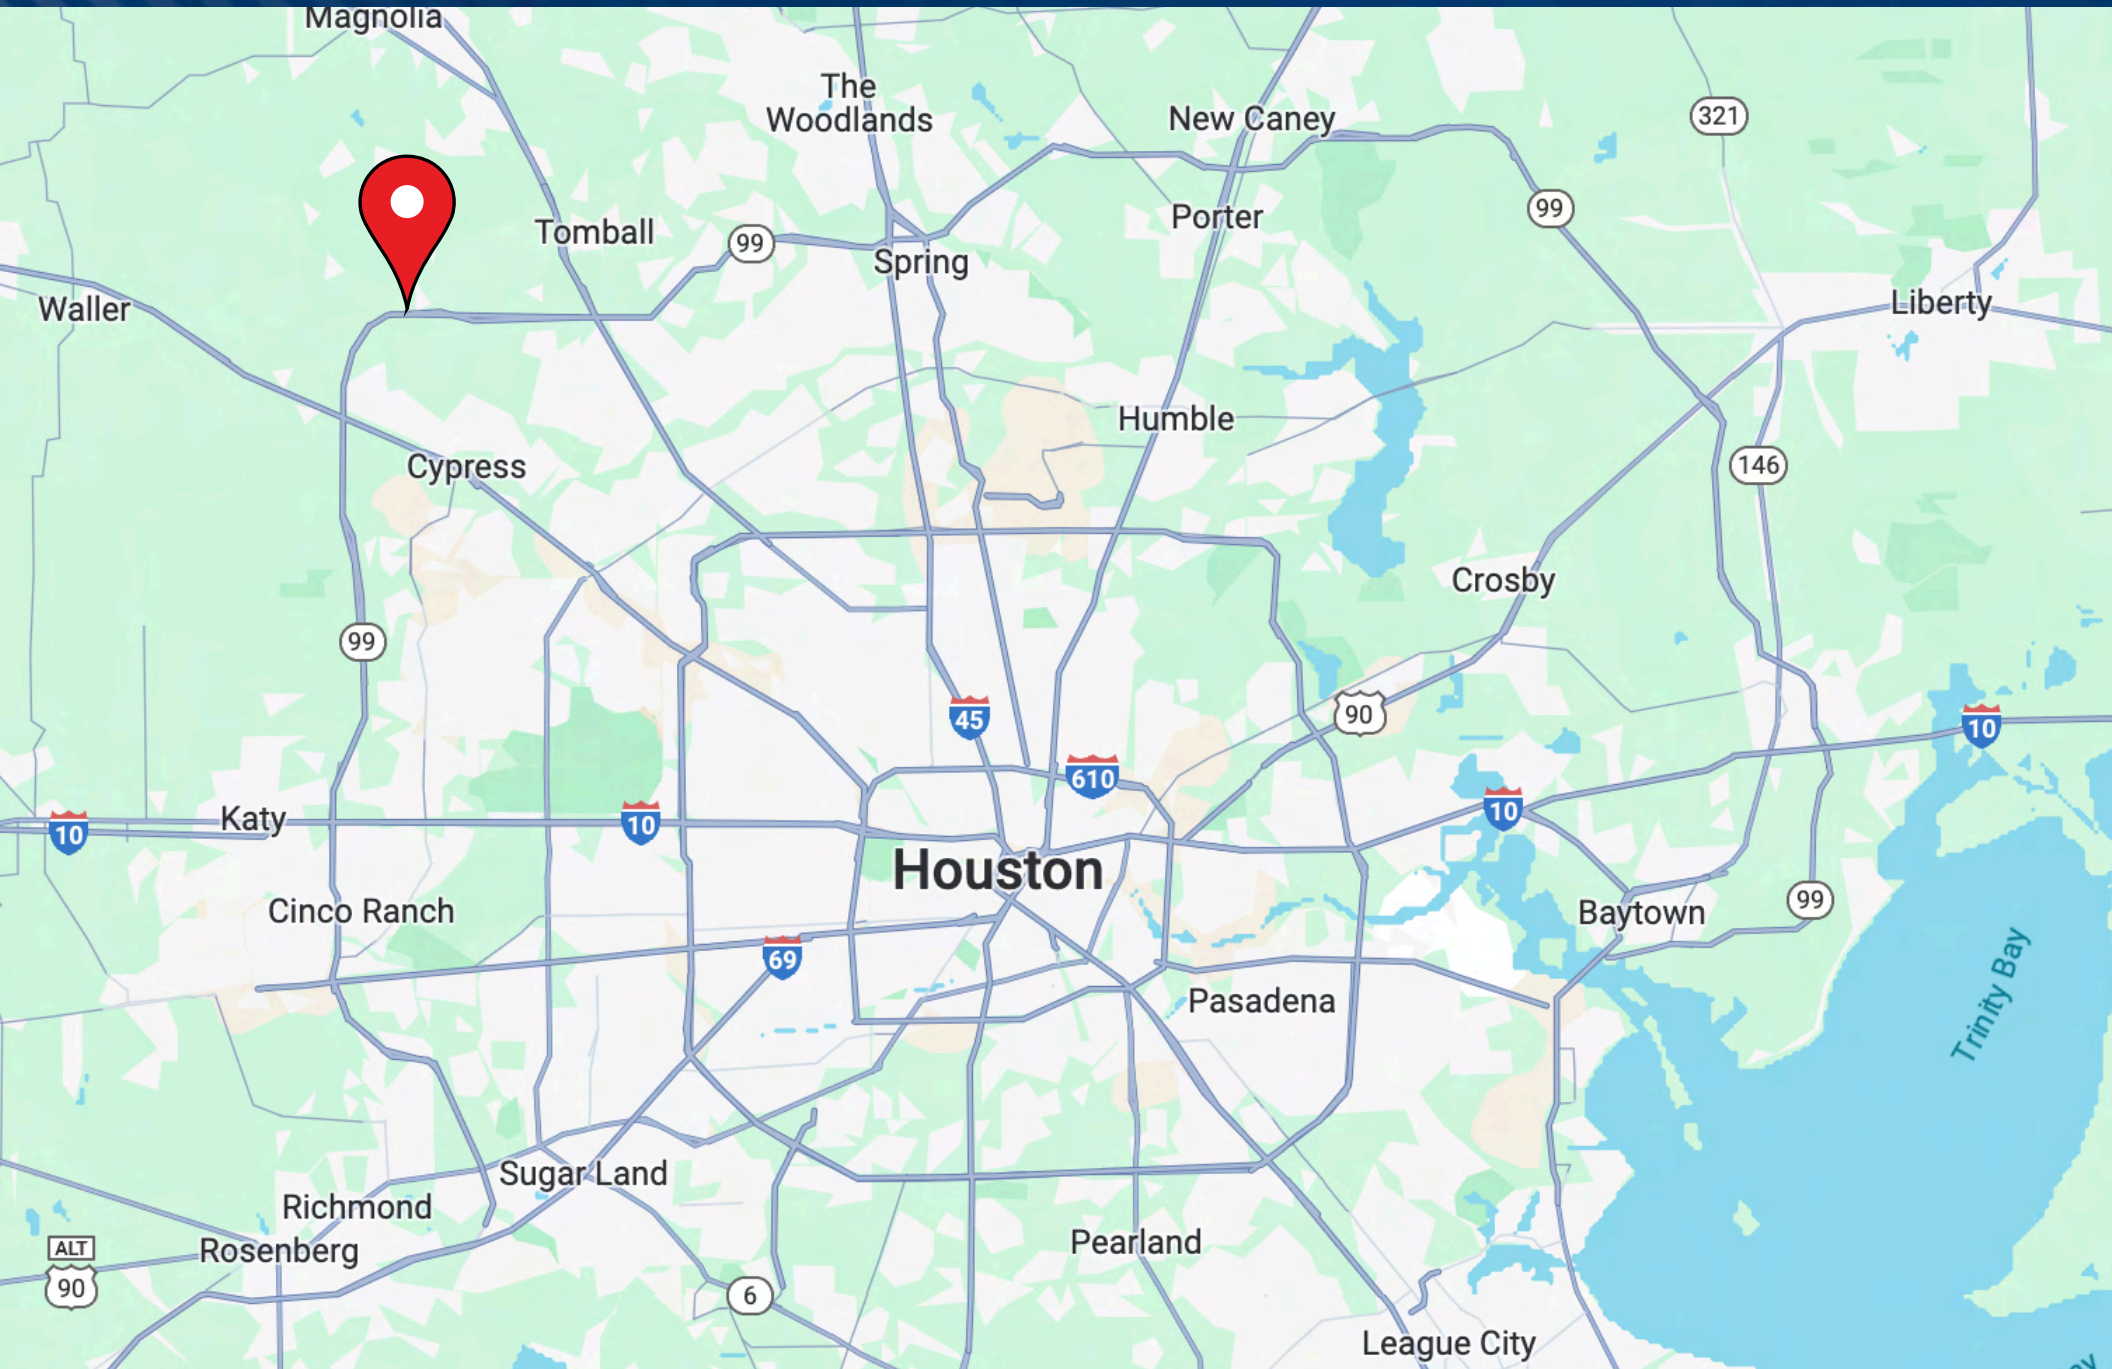 Magnolia
The
Woodlands
New Caney
321
Tomball
99
Porter
99
Spring
Waller
Liberty
Humble
Cypress
146
Crosby
99
45
90
10
610
Katy
10
10
10
Houston
Cinco Ranch
99
Baytown
69
Pasadena
Trinity Bay
Sugar Land
Richmond
Pearland
ALT
90
Rosenberg
6
League City